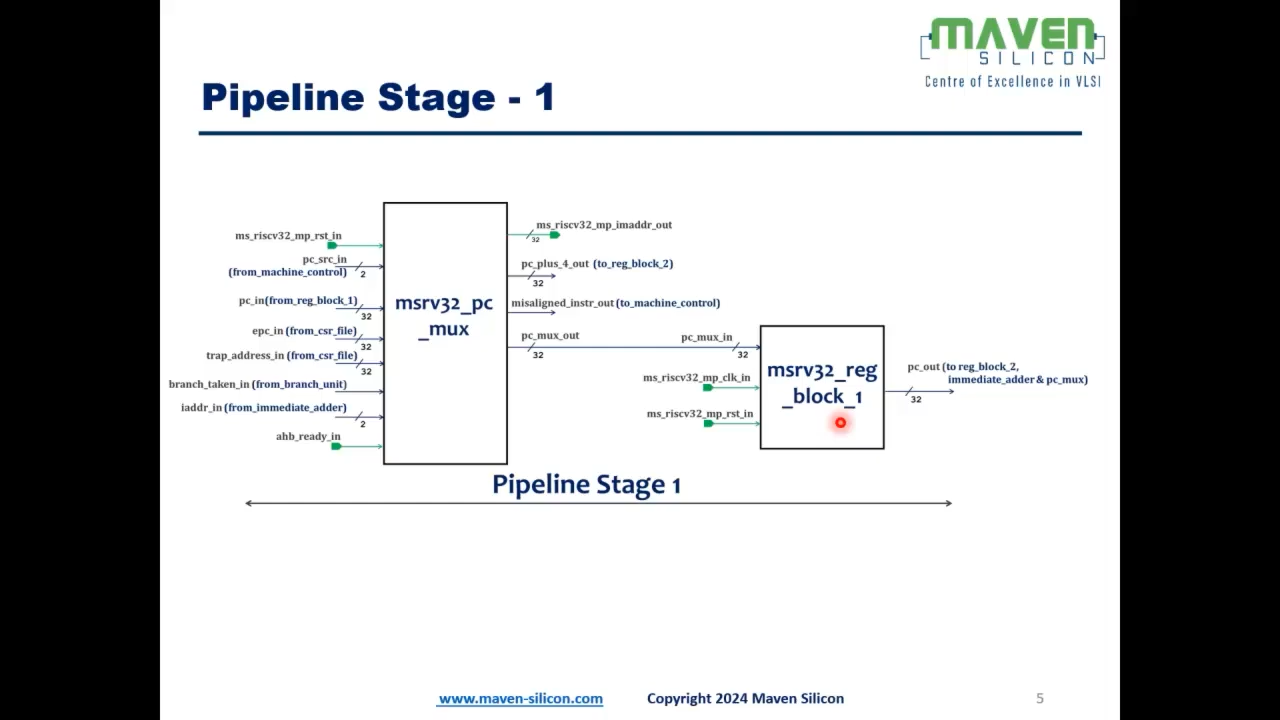 MAVEN
SILICON
Centre of Excellence in VLSI
Pipeline Stage - 1
ms_riscv32_mp_rst_in
pc_src_in
(from_machine_control)
2
pc_in(from_reg_block_1)
32
epc_in (from_csr_file)
32
trap_address_in (from_csr_file)
32
branch_taken_in (from_branch_unit)
iaddr_in (from_immediate_adder)
2
ahb_ready_in
msrv32_pc
_mux
ms_riscv32_mp_imaddr_out
32
pc_plus_4_out (to_reg_block_2)
32
misaligned_instr_out (to_machine_control)
pc_mux_out
32
pc_mux_in
32
ms_riscv32_mp_clk_in
ms_riscv32_mp_rst_in
msrv32_reg
_block_1
pc_out (to reg_block_2,
immediate_adder & pc_mux)
32
Pipeline Stage 1
www.maven-silicon.com
Copyright 2024 Maven Silicon
5